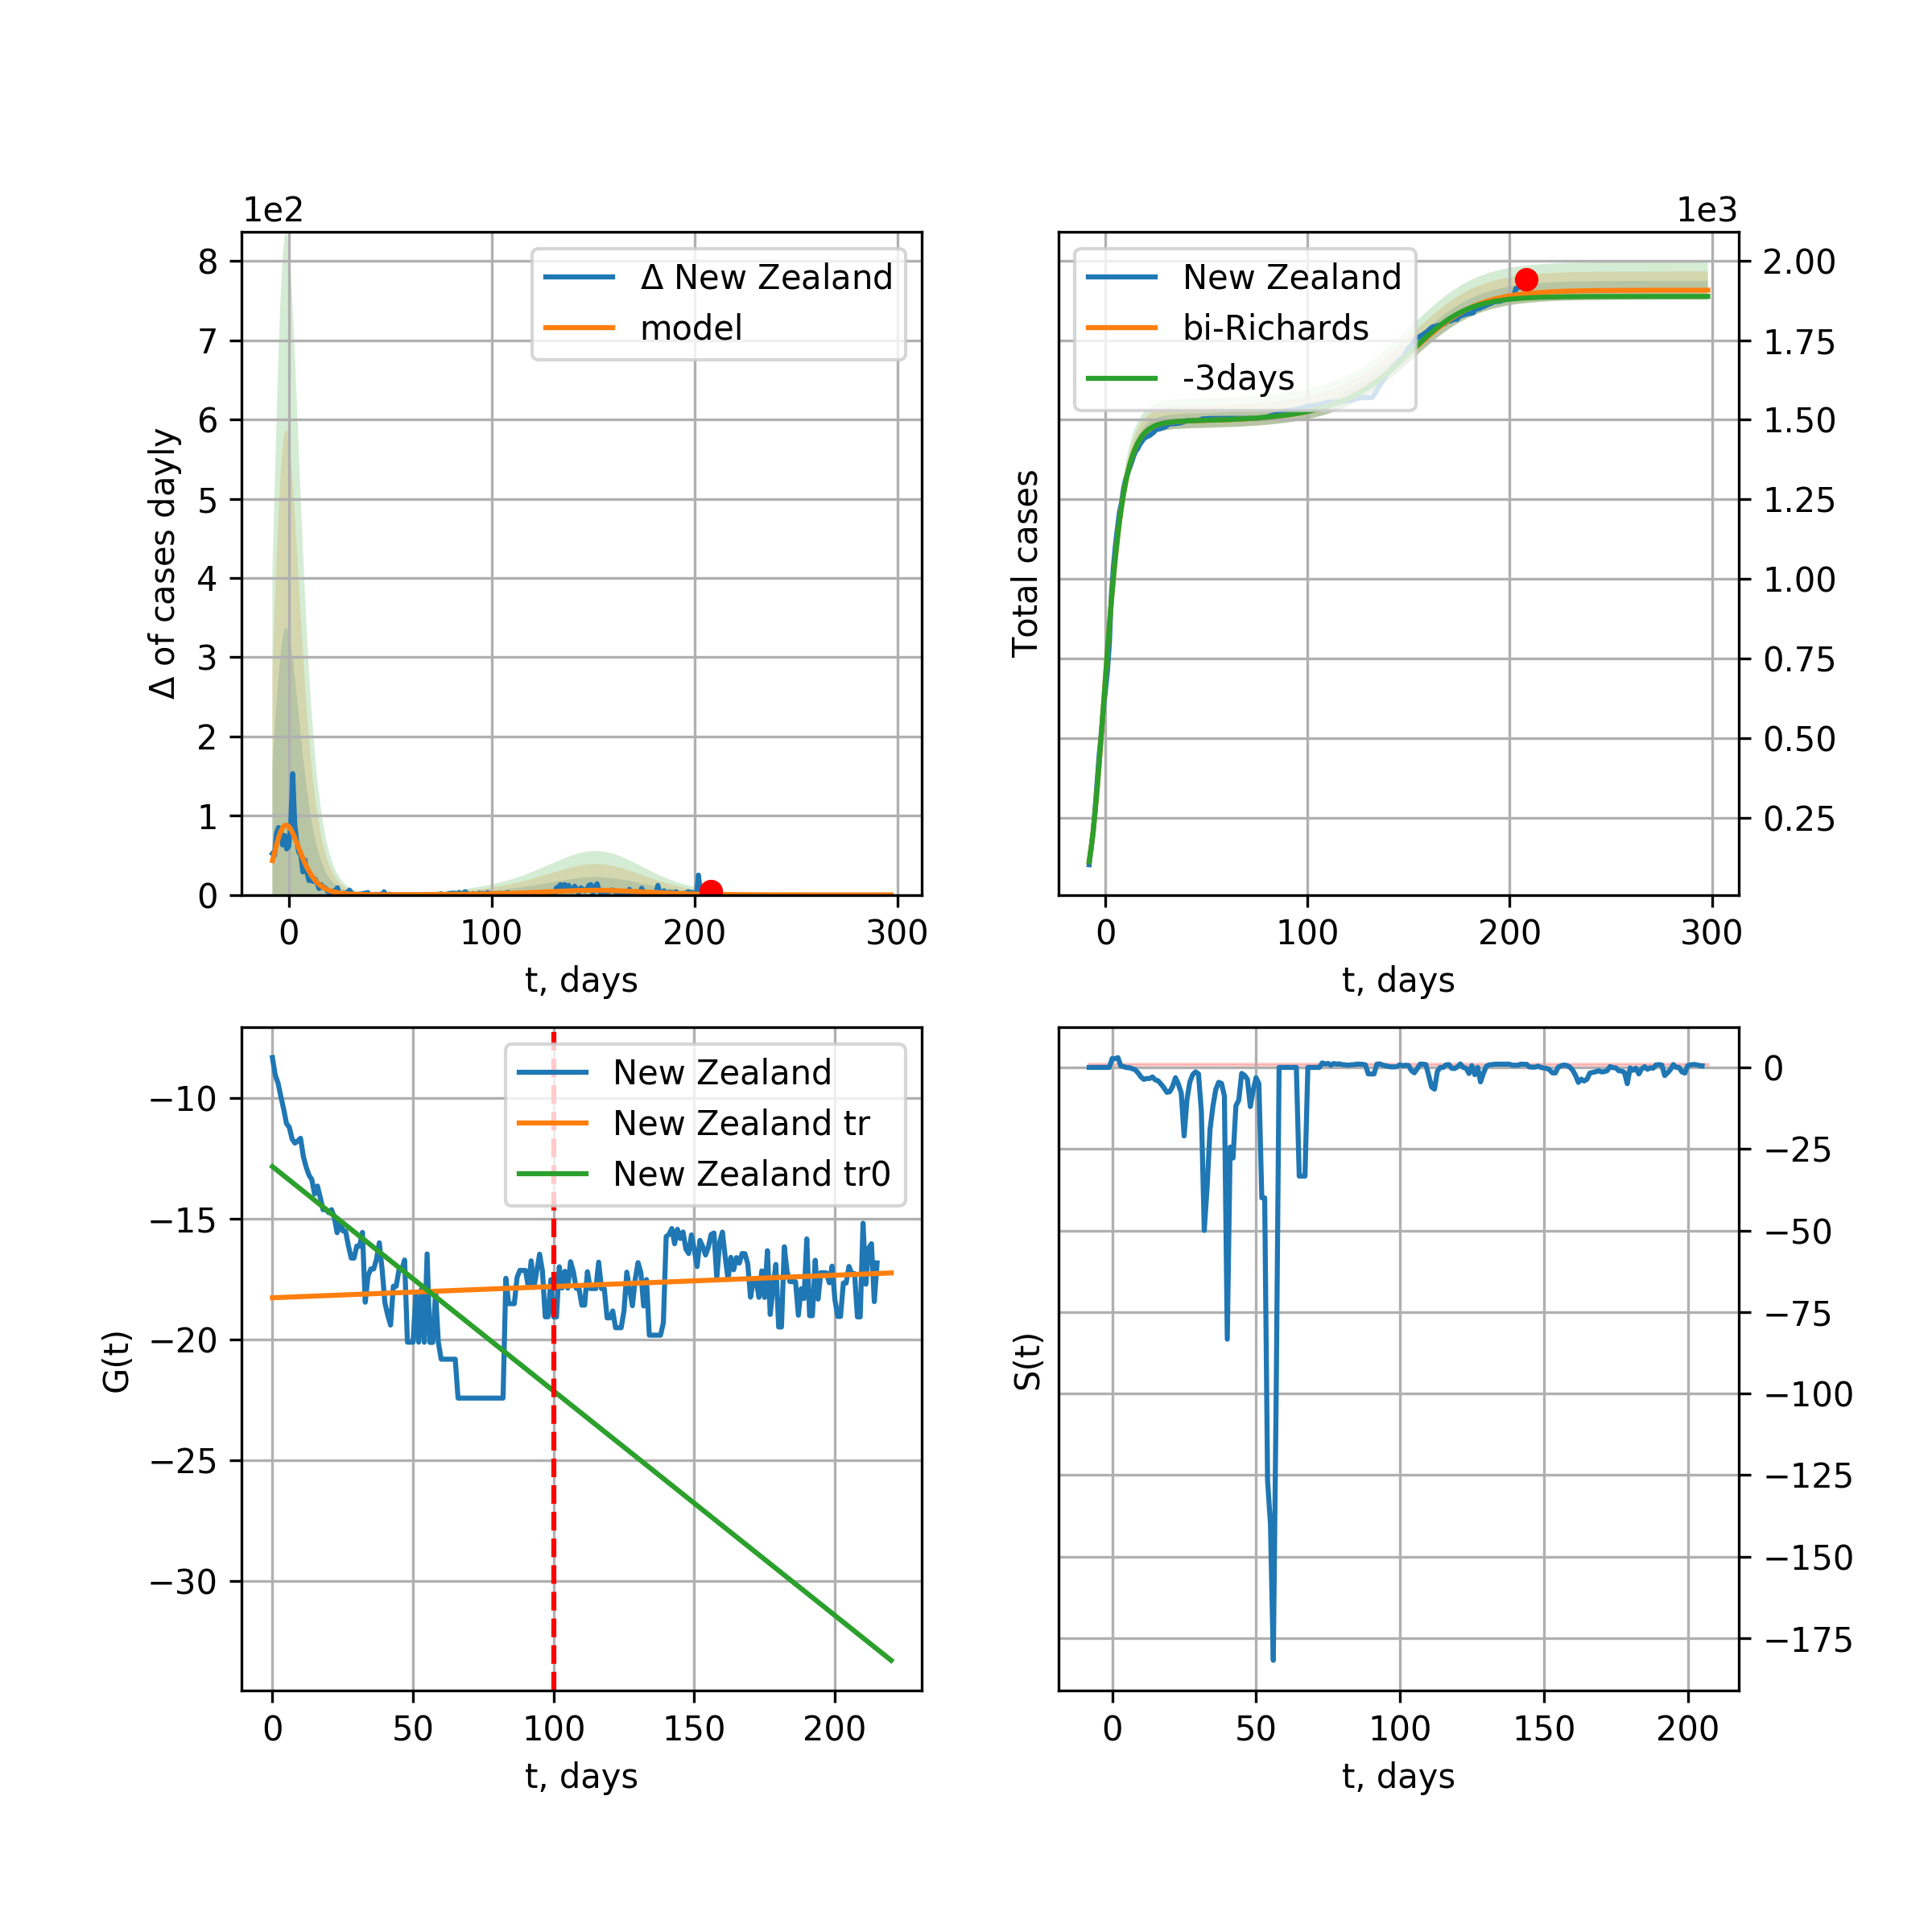 1e2
8
7
6
5
4
3
2
1
0
Δ of cases dayly
Δ New Zealand
model
0 100 200 300
t, days
1e3
2.00
1.75
1.50
1.25
1.00
0.75
0.50
0.25
Total cases
New Zealand
bi-Richards
-3days
0 100 200 300
t, days
−10
−15
−20
−25
−30
G(t)
New Zealand
New Zealand tr
New Zealand tr0
0 50 100 150 200
t, days
0
−25
−50
−75
−100
−125
−150
−175
S(t)
0 50 100 150 200
t, days